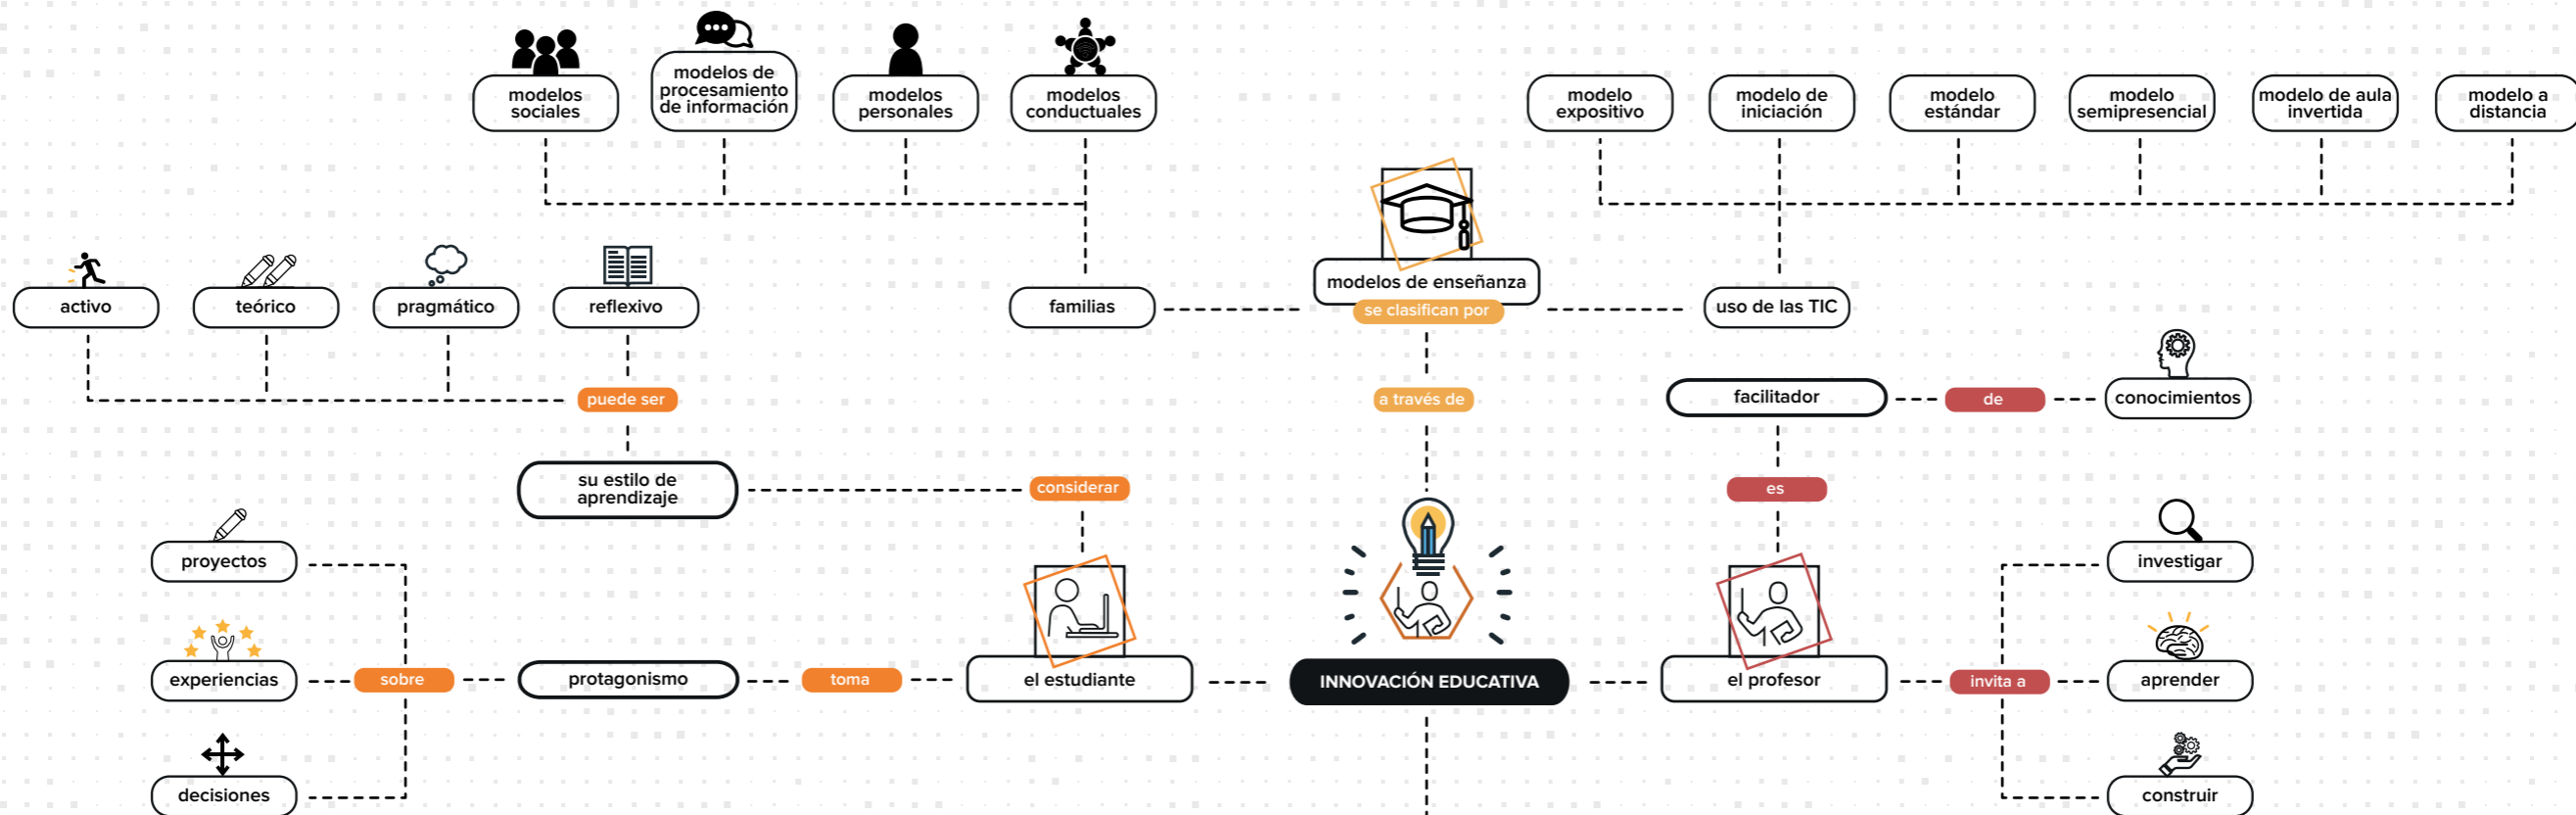 modelos
sociales
modelos de
procesamiento
de información
modelos
personales
modelos
conductuales
modelo
expositivo
modelo de
iniciación
modelo
estándar
modelo
semipresencial
modelo de aula
invertida
modelo a
distancia
activo
teórico
pragmático
reflexivo
familias
modelos de enseñanza
se clasifican por
uso de las TIC
puede ser
a través de
facilitador
de
conocimientos
su estilo de
aprendizaje
considerar
es
proyectos
investigar
experiencias
sobre
protagonismo
toma
el estudiante
INNOVACIÓN EDUCATIVA
el profesor
invita a
aprender
decisiones
construir